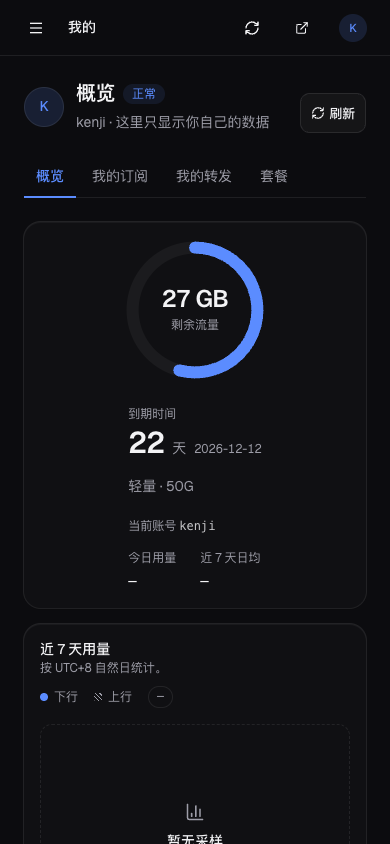 我的
K
K
概览 正常
kenji · 这里只显示你自己的数据
刷新
概览 我的订阅 我的转发 套餐
27 GB
剩余流量
到期时间
22 天 2026-12-12
轻量 · 50G
当前账号 kenji
今日用量 近 7 天日均
– –
近 7 天用量
按 UTC+8 自然日统计。
下行 上行 –
暂无采样